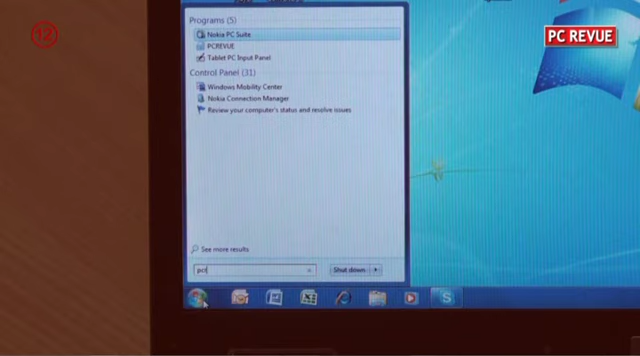 12
PC REVUE
Programs (5)
Nokia PC Suite
PCREVUE
Tablet PC Input Panel
Control Panel (31)
Windows Mobility Center
Nokia Connection Manager
Review your computer's status and resolve issues
See more results
Shut down